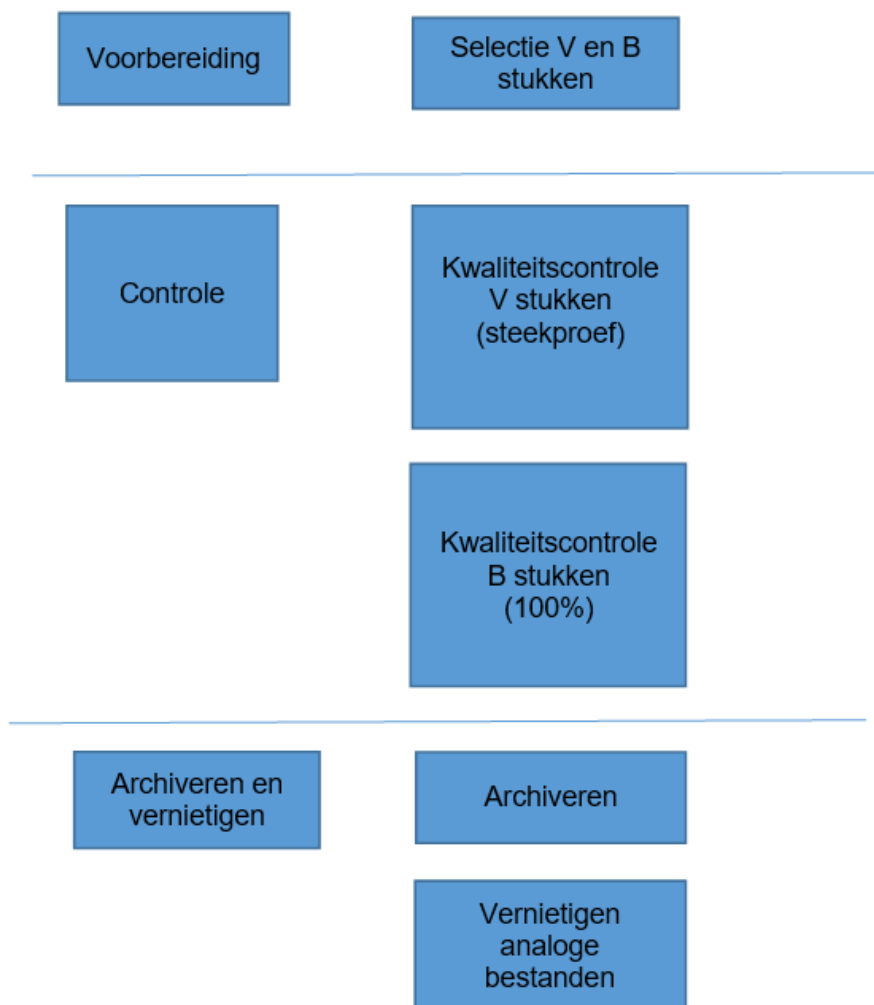 Voorbereiding
Selectie V en B
stukken
Controle
Kwaliteitscontrole
V stukken
(steekproef)
Kwaliteitscontrole
B stukken
(100%)
Archiveren en
vernietigen
Archiveren
Vernietigen
analoge
bestanden